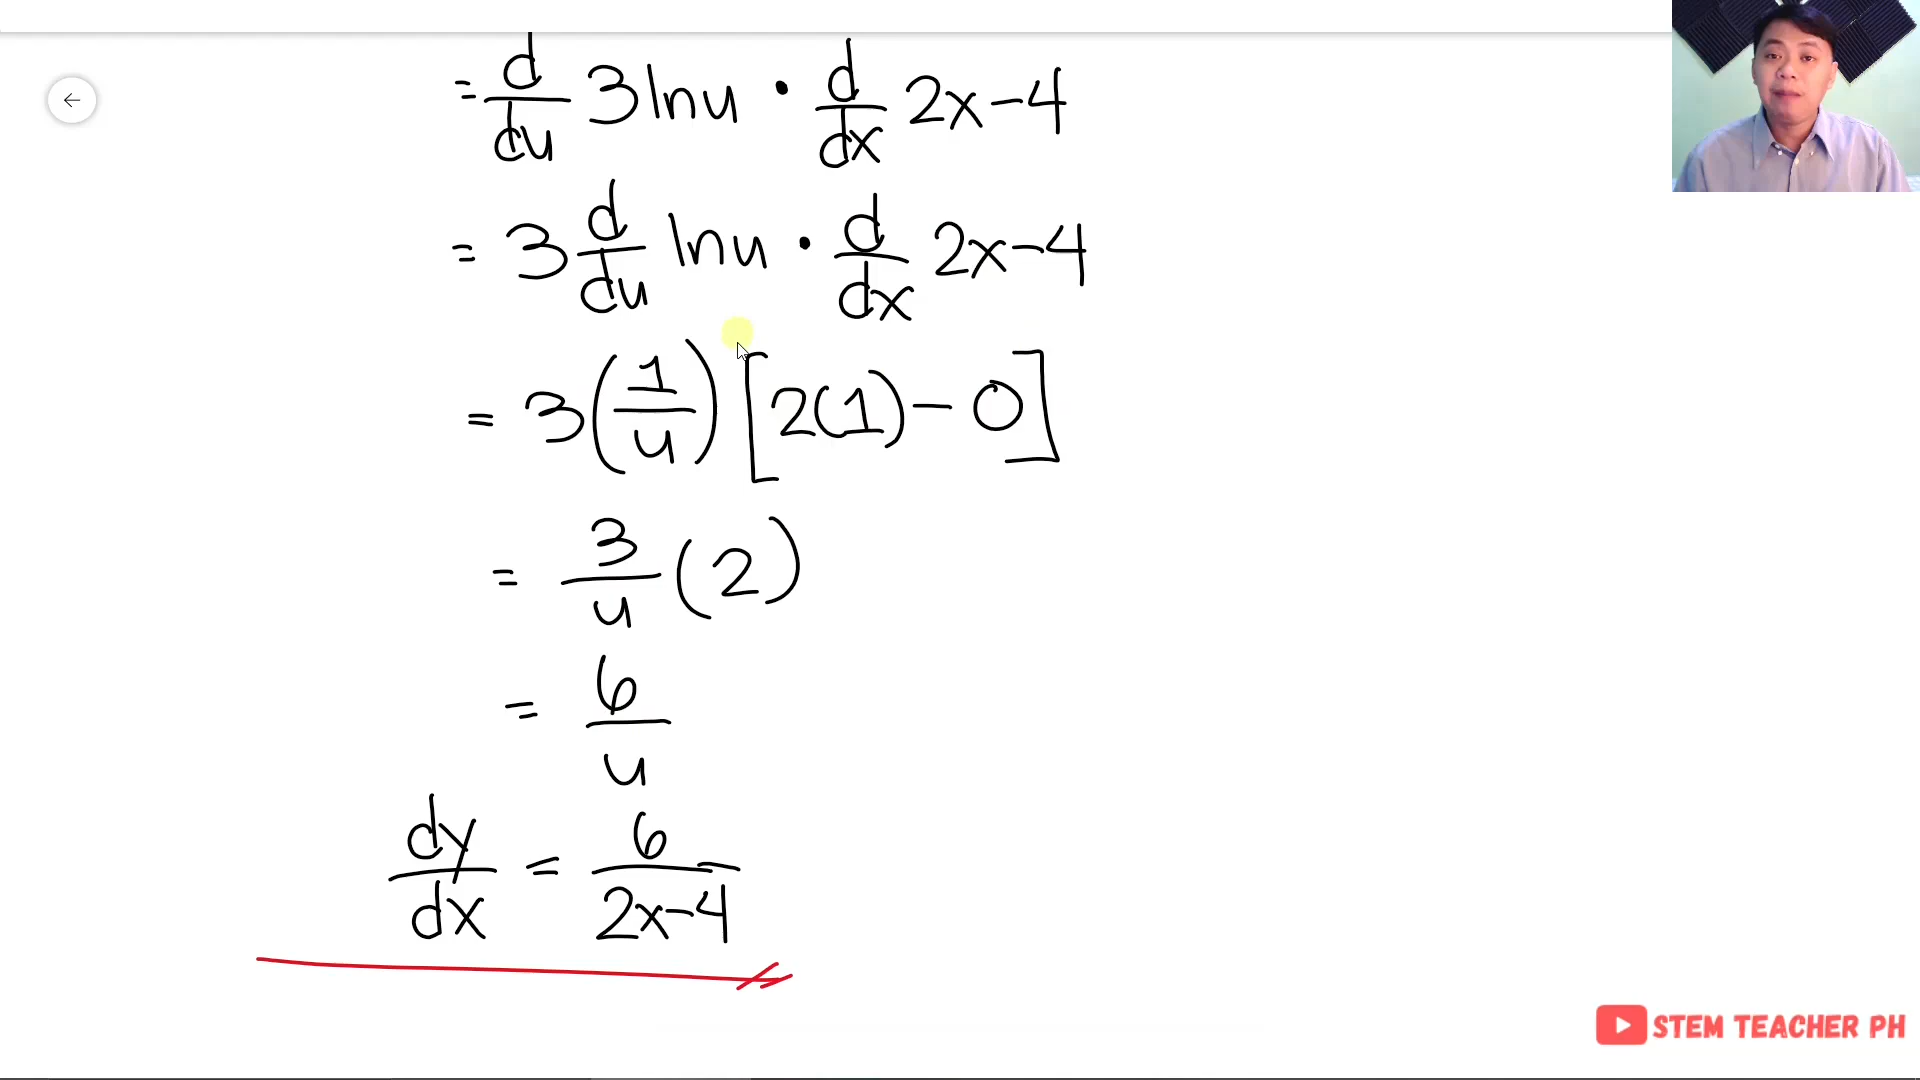 = d/du 3lnu · d/dx 2x-4
= 3 d/du lnu · d/dx 2x-4
= 3(1/u)[2(1)-0]
= 3/u (2)
= 6/u
dy/dx = 6/2x-4
STEM TEACHER PH